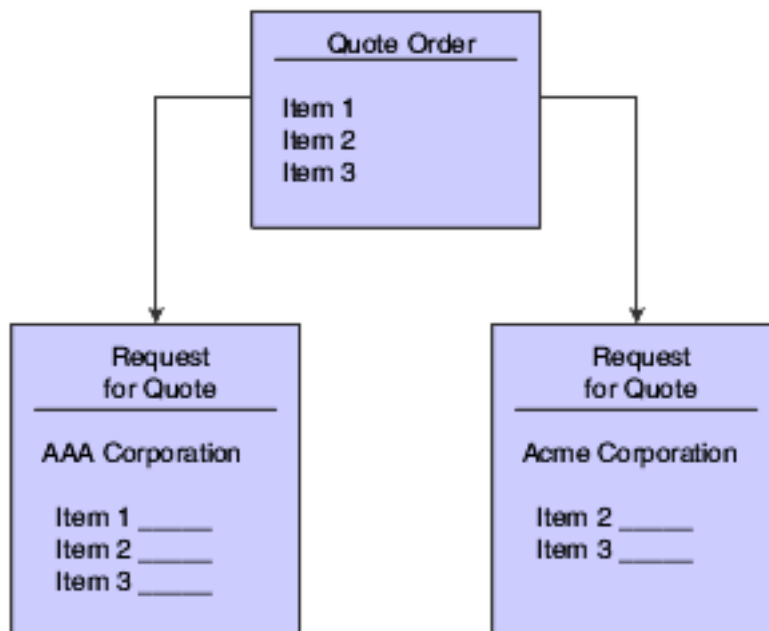 Quote Order
Item 1
Item 2
Item 3
Request
for Quote
AAA Corporation
Item 1 _____
Item 2 _____
Item 3 _____
Request
for Quote
Acme Corporation
Item 2 _____
Item 3 _____